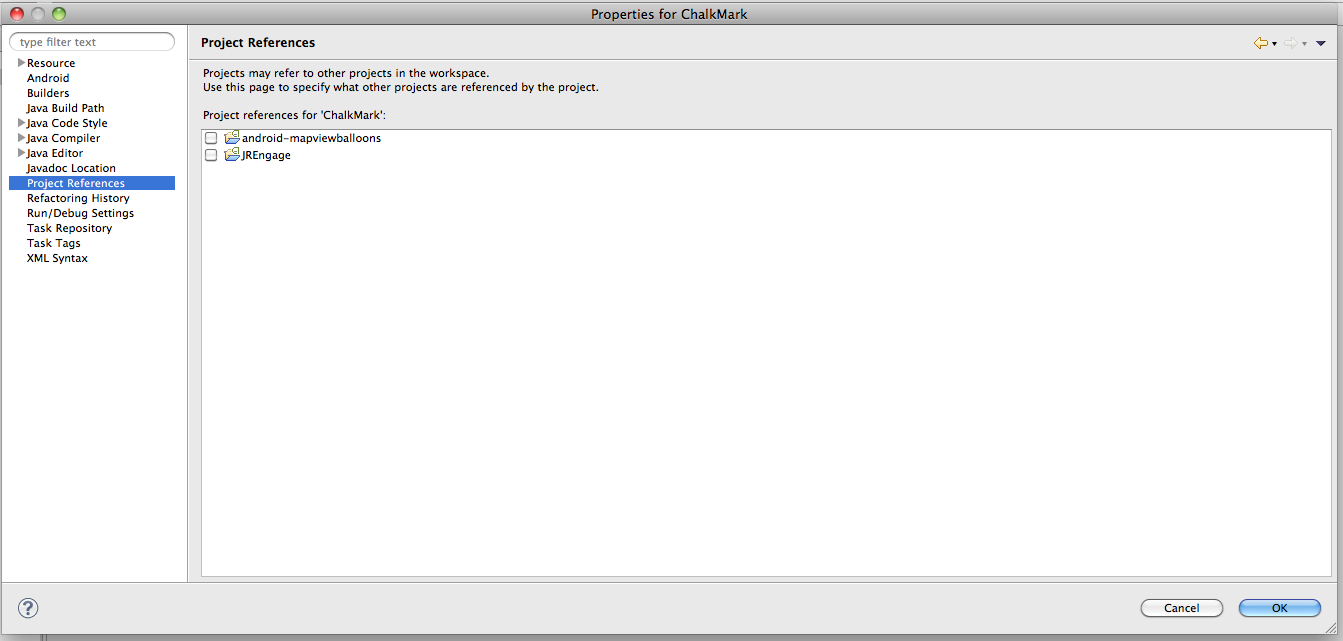 Properties for ChalkMark
type filter text
Resource
Android
Builders
Java Build Path
Java Code Style
Java Compiler
Java Editor
Javadoc Location
Project References
Refactoring History
Run/Debug Settings
Task Repository
Task Tags
XML Syntax
Project References
Projects may refer to other projects in the workspace.
Use this page to specify what other projects are referenced by the project.
Project references for 'ChalkMark':
android-mapviewballoons
JREngage
?
Cancel
OK